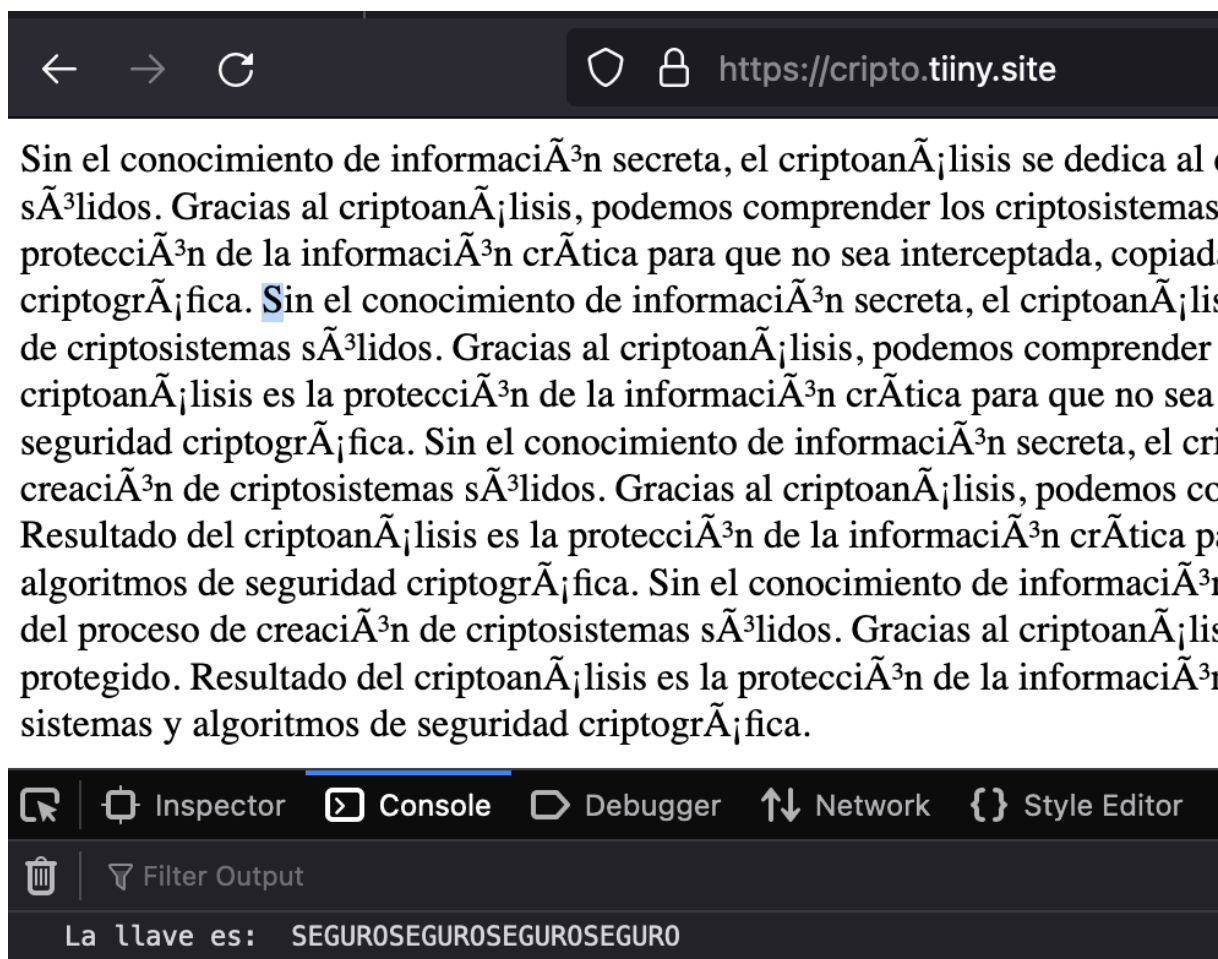 https://cripto.tiiny.site
Sin el conocimiento de informaciÃ³n secreta, el criptoanÃ¡lisis se dedica al
sÃ³lidos. Gracias al criptoanÃ¡lisis, podemos comprender los criptosistemas
protecciÃ³n de la informaciÃ³n crÃtica para que no sea interceptada, copiad
criptogrÃ¡fica. Sin el conocimiento de informaciÃ³n secreta, el criptoanÃ¡lis
de criptosistemas sÃ³lidos. Gracias al criptoanÃ¡lisis, podemos comprender
criptoanÃ¡lisis es la protecciÃ³n de la informaciÃ³n crÃtica para que no sea
seguridad criptogrÃ¡fica. Sin el conocimiento de informaciÃ³n secreta, el cri
creaciÃ³n de criptosistemas sÃ³lidos. Gracias al criptoanÃ¡lisis, podemos co
Resultado del criptoanÃ¡lisis es la protecciÃ³n de la informaciÃ³n crÃtica pa
algoritmos de seguridad criptogrÃ¡fica. Sin el conocimiento de informaciÃ³n
del proceso de creaciÃ³n de criptosistemas sÃ³lidos. Gracias al criptoanÃ¡lis
protegido. Resultado del criptoanÃ¡lisis es la protecciÃ³n de la informaciÃ³n
sistemas y algoritmos de seguridad criptogrÃ¡fica.
Inspector Console Debugger Network Style Editor
Filter Output
La llave es: SEGUROSEGUROSEGUROSEGURO